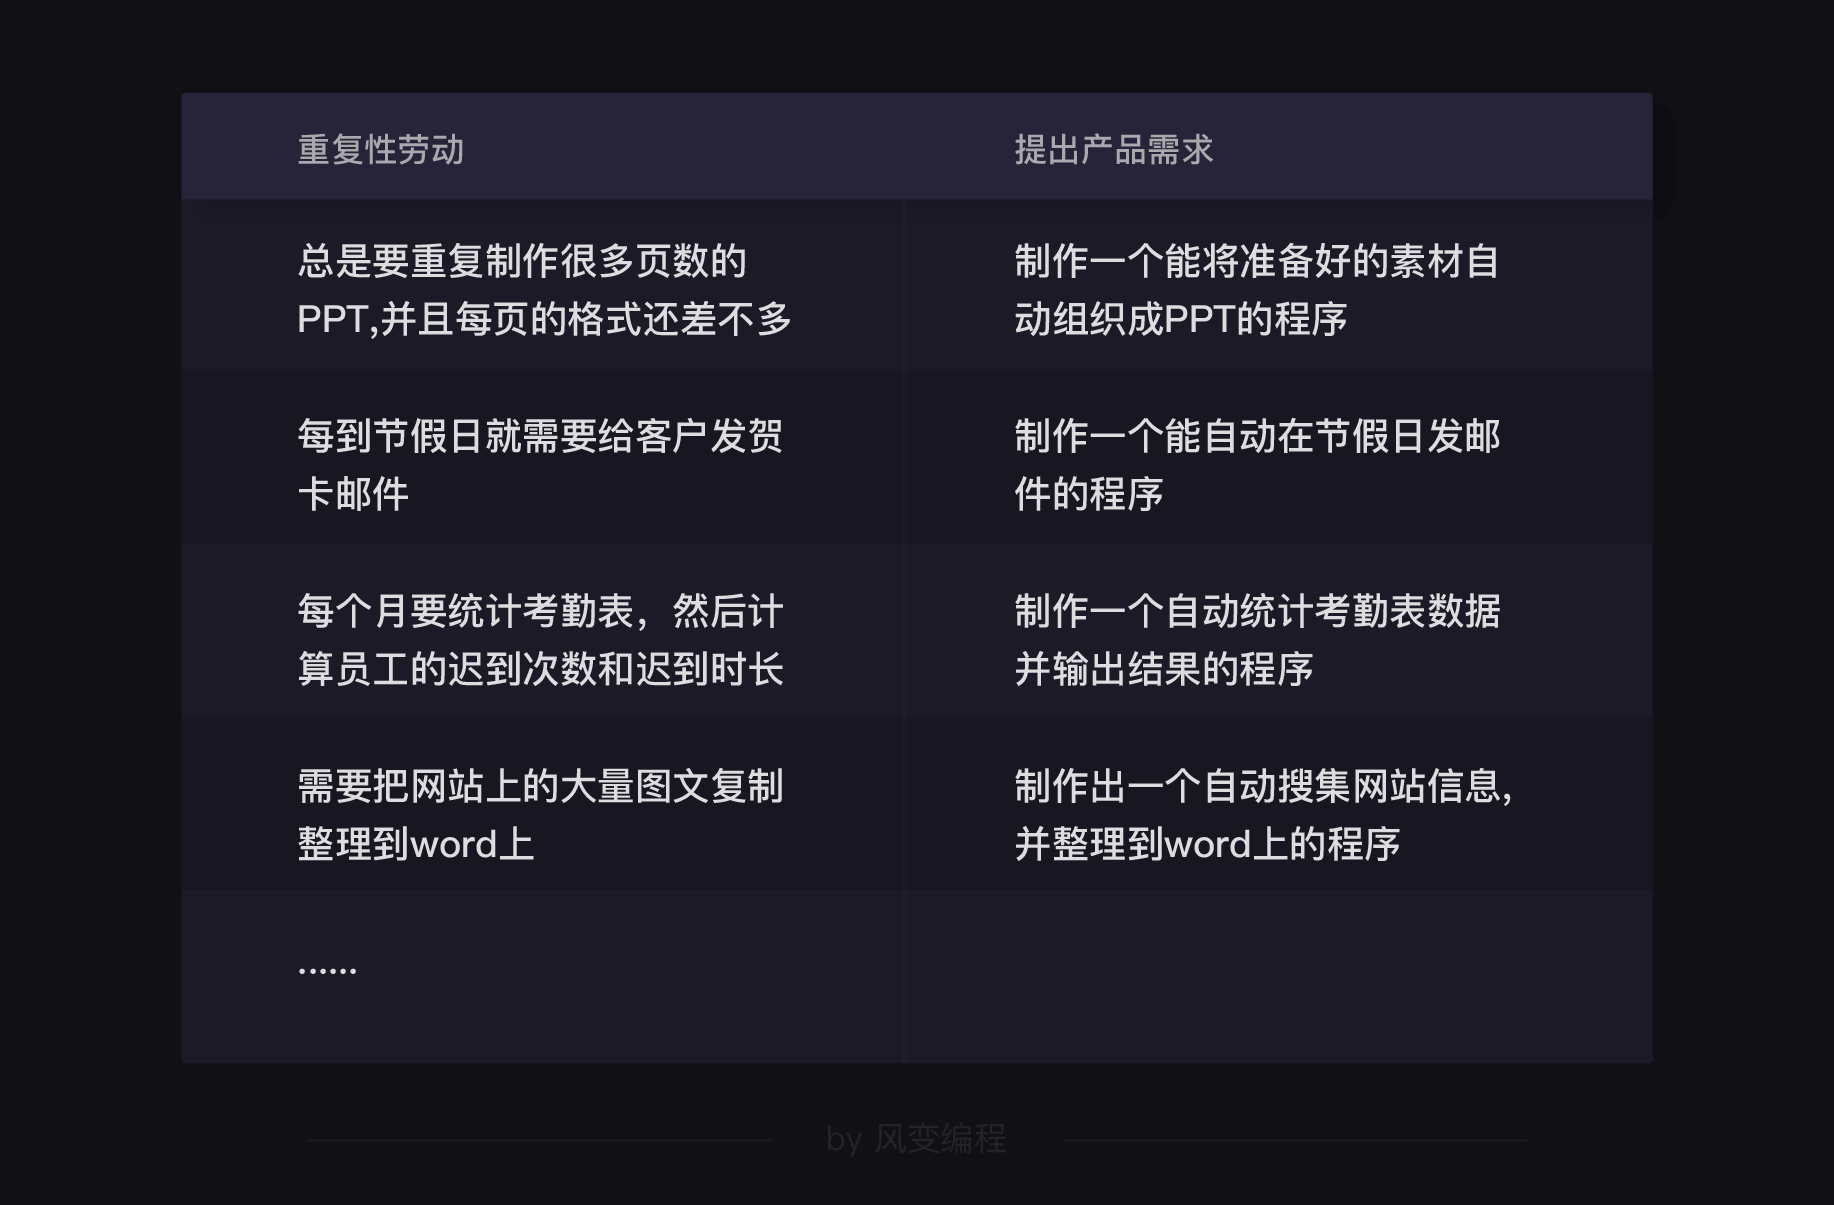 重复性劳动
提出产品需求
总是要重复制作很多页数的
PPT,并且每页的格式还差不多
制作一个能将准备好的素材自
动组织成PPT的程序
每到节假日就需要给客户发贺
卡邮件
制作一个能自动在节假日发邮
件的程序
每个月要统计考勤表，然后计
算员工的迟到次数和迟到时长
制作一个自动统计考勤表数据
并输出结果的程序
需要把网站上的大量图文复制
整理到word上
制作出一个自动搜集网站信息,
并整理到word上的程序
......
by 风变编程